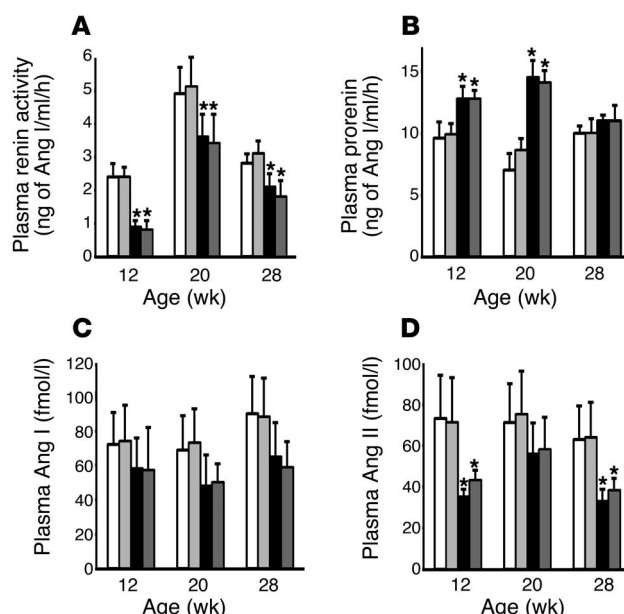 A
Plasma renin activity
(ng of Ang I/ml/h)
6
5
4
3
2
1
0
** ** * *
12 20 28
Age (wk)
B
Plasma prorenin
(ng of Ang I/ml/h)
15
10
5
0
* * * *
12 20 28
Age (wk)
C
Plasma Ang I (fmol/l)
120
100
80
60
40
20
0
12 20 28
Age (wk)
D
Plasma Ang II (fmol/l)
100
80
60
40
20
0
* * * *
12 20 28
Age (wk)